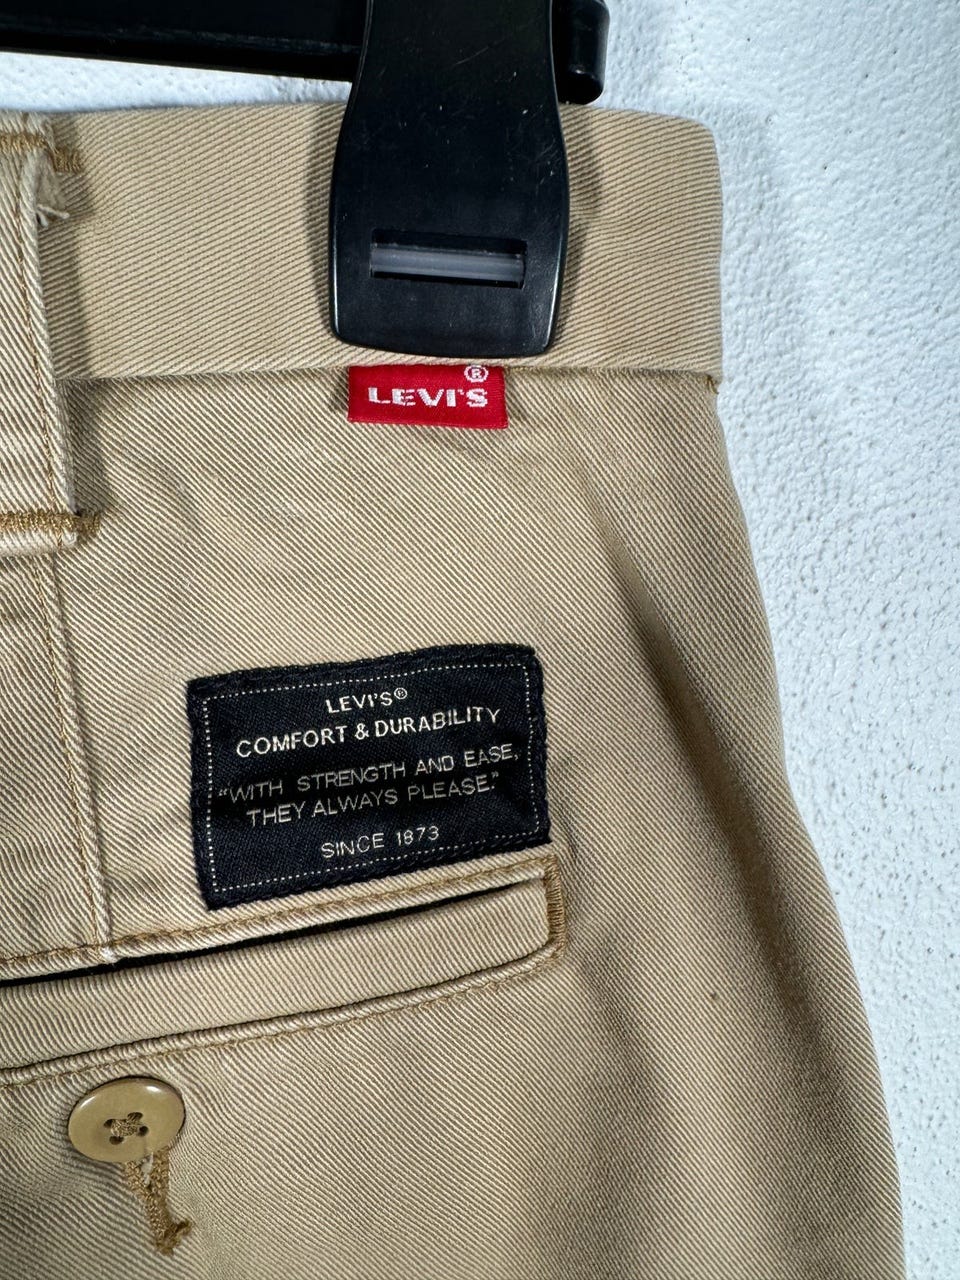 LEVI'S®
LEVI'S®
COMFORT & DURABILITY
"WITH STRENGTH AND EASE,
THEY ALWAYS PLEASE."
SINCE 1873